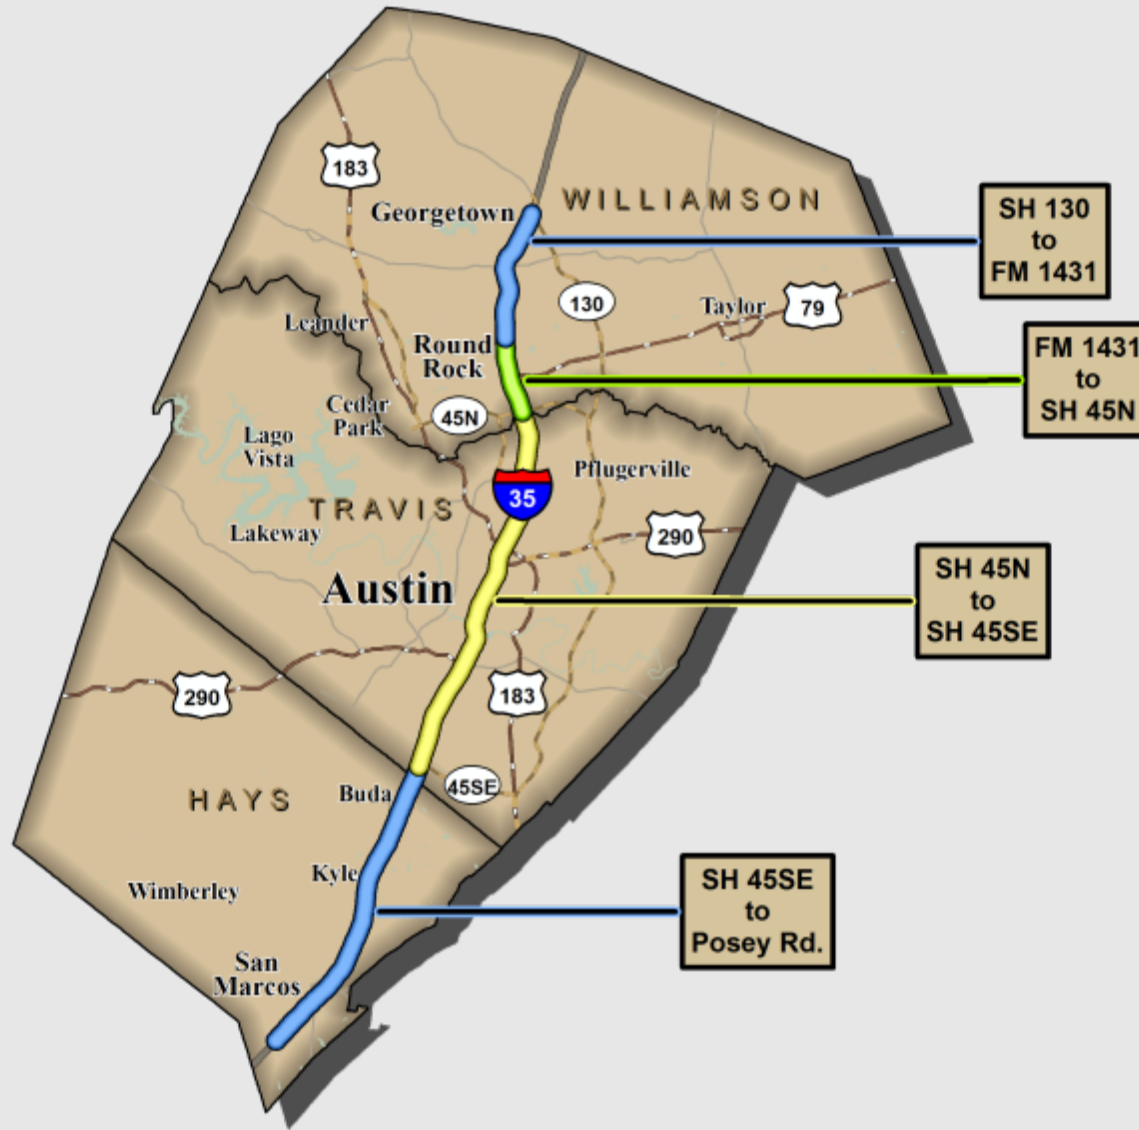 183
Georgetown
WILLIAMSON
SH 130
to
FM 1431
130
Taylor
79
Leander
Round
Rock
FM 1431
to
SH 45N
Cedar
Park
45N
Lago
Vista
Pflugerville
35
TRAVIS
Lakeway
290
Austin
SH 45N
to
SH 45SE
290
183
Buda
45SE
HAYS
Kyle
Wimberley
SH 45SE
to
Posey Rd.
San
Marcos